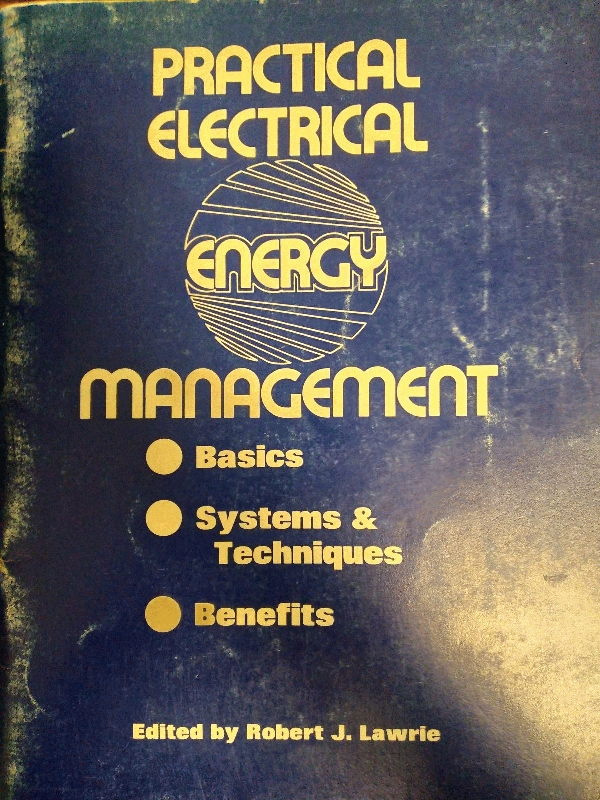 PRACTICAL
ELECTRICAL
ENERGY
MANAGEMENT
Basics
Systems &
Techniques
Benefits
Edited by Robert J. Lawrie